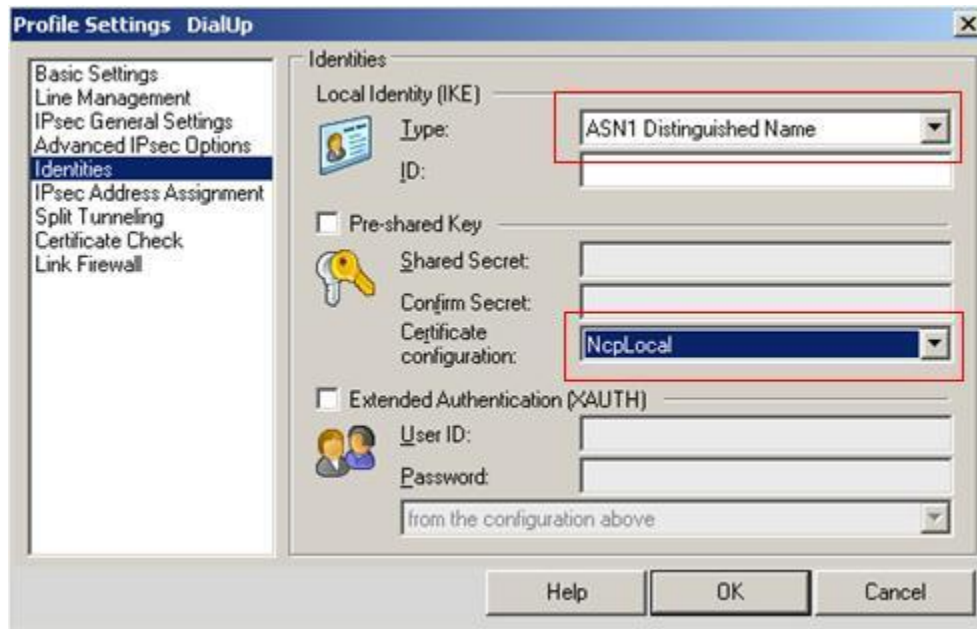 Profile Settings DialUp
Basic Settings
Line Management
IPsec General Settings
Advanced IPsec Options
Identities
IPsec Address Assignment
Split Tunneling
Certificate Check
Link Firewall
Identities
Local Identity (IKE)
Type:
ASN1 Distinguished Name
ID:
Pre-shared Key
Shared Secret:
Confirm Secret:
Certificate
configuration:
NcpLocal
Extended Authentication (XAUTH)
User ID:
Password:
from the configuration above
Help
OK
Cancel